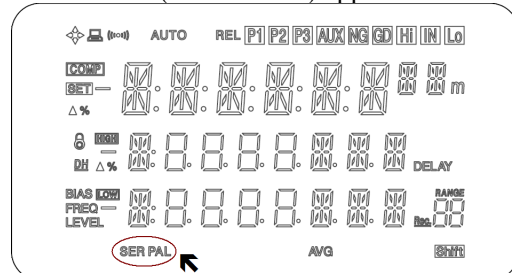 AUTO REL P1 P2 P3 AUX NG GD Hi IN Lo
COMP
SET
m
Δ %
HIGH
DH Δ %
DELAY
BIAS LOW
RANGE
FREQ
LEVEL
Rec.
SER PAL
AVG
Shift